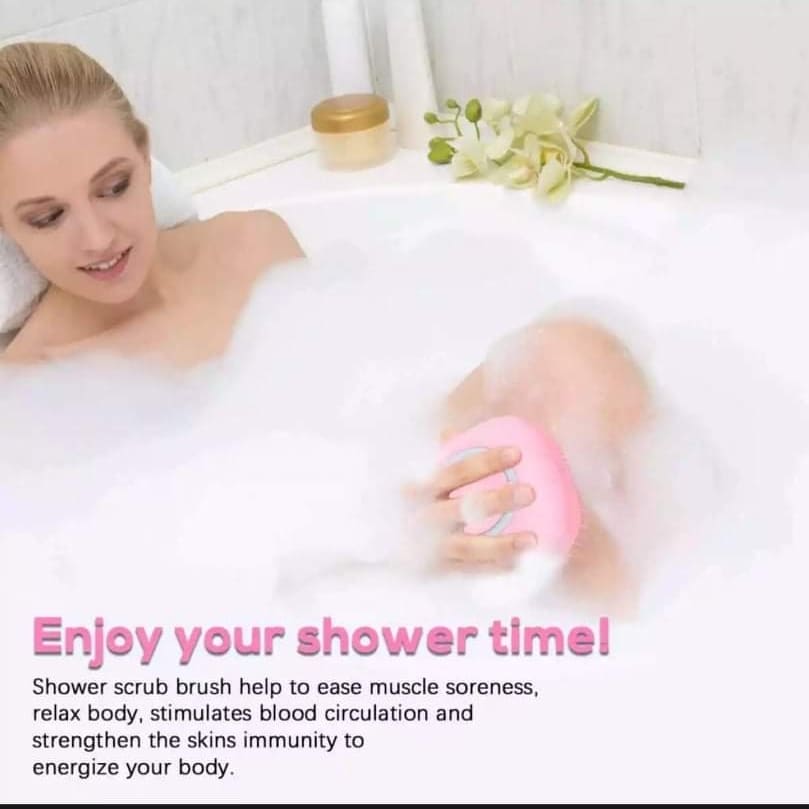 Enjoy your shower time!
Shower scrub brush help to ease muscle soreness,
relax body, stimulates blood circulation and
strengthen the skins immunity to
energize your body.